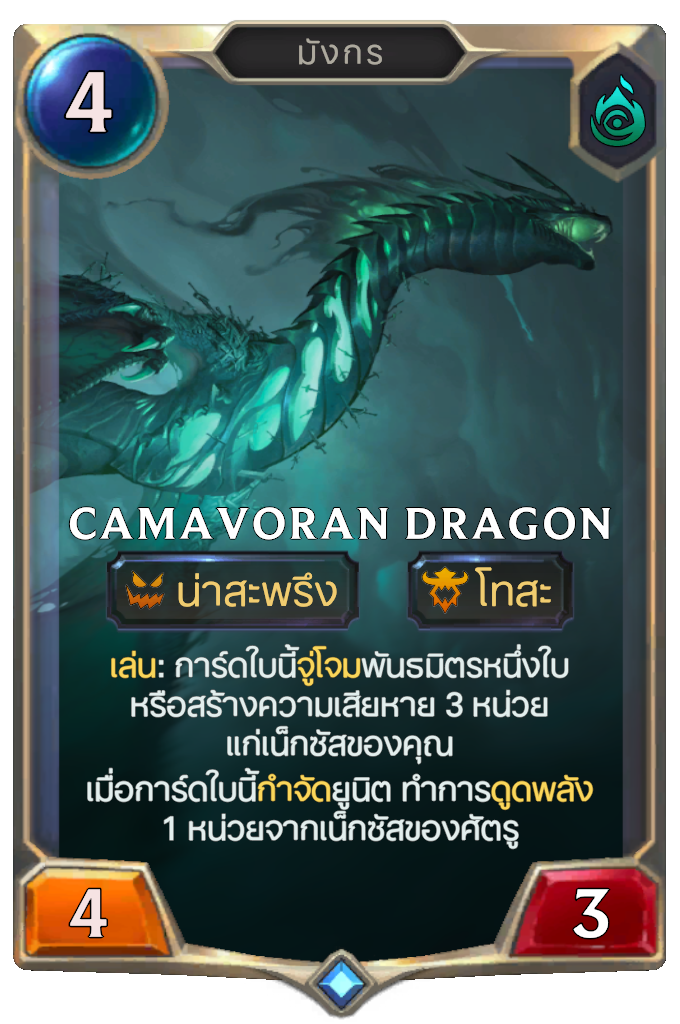 มังกร
4
CAMAVORAN DRAGON
น่าสะพรึง โทสะ
เล่น: การ์ดใบนี้จู่โจมพันธมิตรหนึ่งใบ
หรือสร้างความเสียหาย 3 หน่วย
แก่เน็กซัสของคุณ
เมื่อการ์ดใบนี้กำจัดยูนิต ทำการดูดพลัง
1 หน่วยจากเน็กซัสของศัตรู
4 3